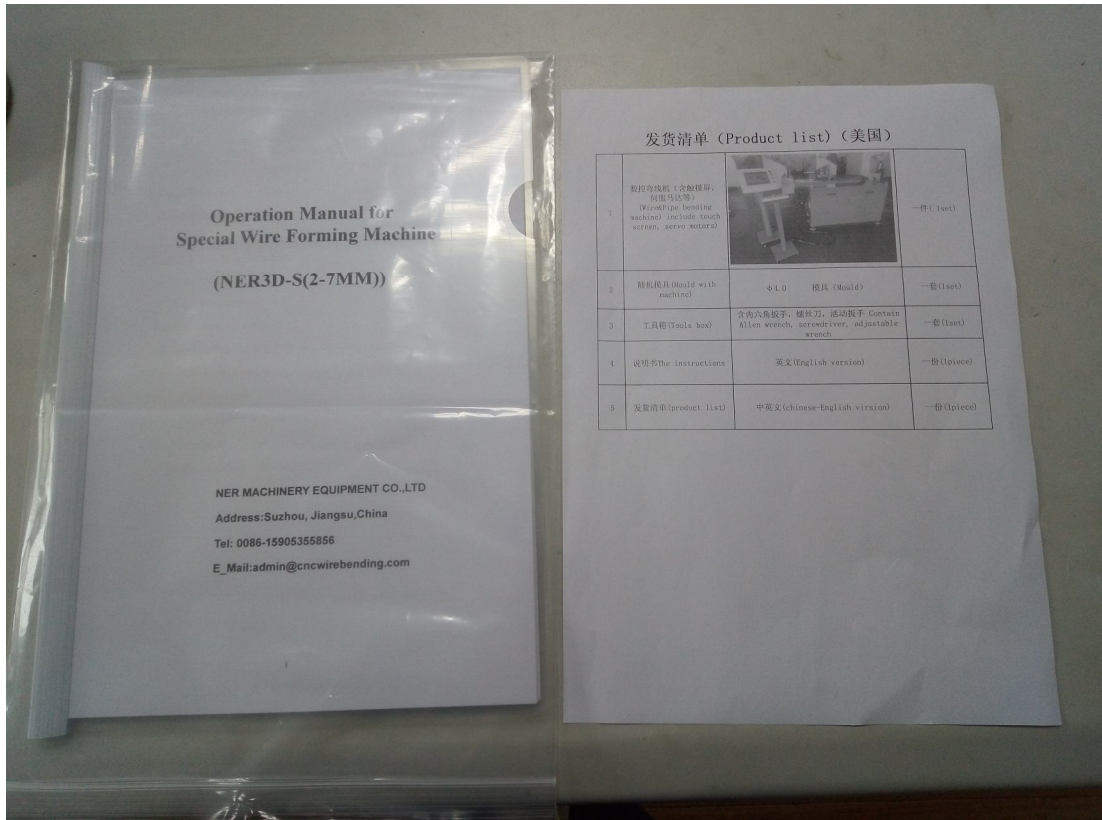 Operation Manual for
Special Wire Forming Machine
(NER3D-S(2-7MM))
NER MACHINERY EQUIPMENT CO.,LTD
Address:Suzhou, Jiangsu,China
Tel: 0086-15905355856
E_Mail:admin@cncwirebending.com
1
发货清单（Product list)（美国）
1
数控弯线机（含触摸屏，
伺服马达等）
(Wire&Pipe bending
machine) include touch
screen, servo motors)
一件( 1set)
2
随机模具(Mould with
machine)
Φ4.0 模具（Mould）
一套(1set)
3
工具箱(Tools box)
含内六角扳手，螺丝刀，活动扳手 Contain
Allen wrench, screwdriver, adjustable
wrench
一套(1set)
4
说明书The instructions
英文(English version)
一份(1piece)
5
发货清单(product list)
中英文(chinese-English virsion)
一份(1piece)